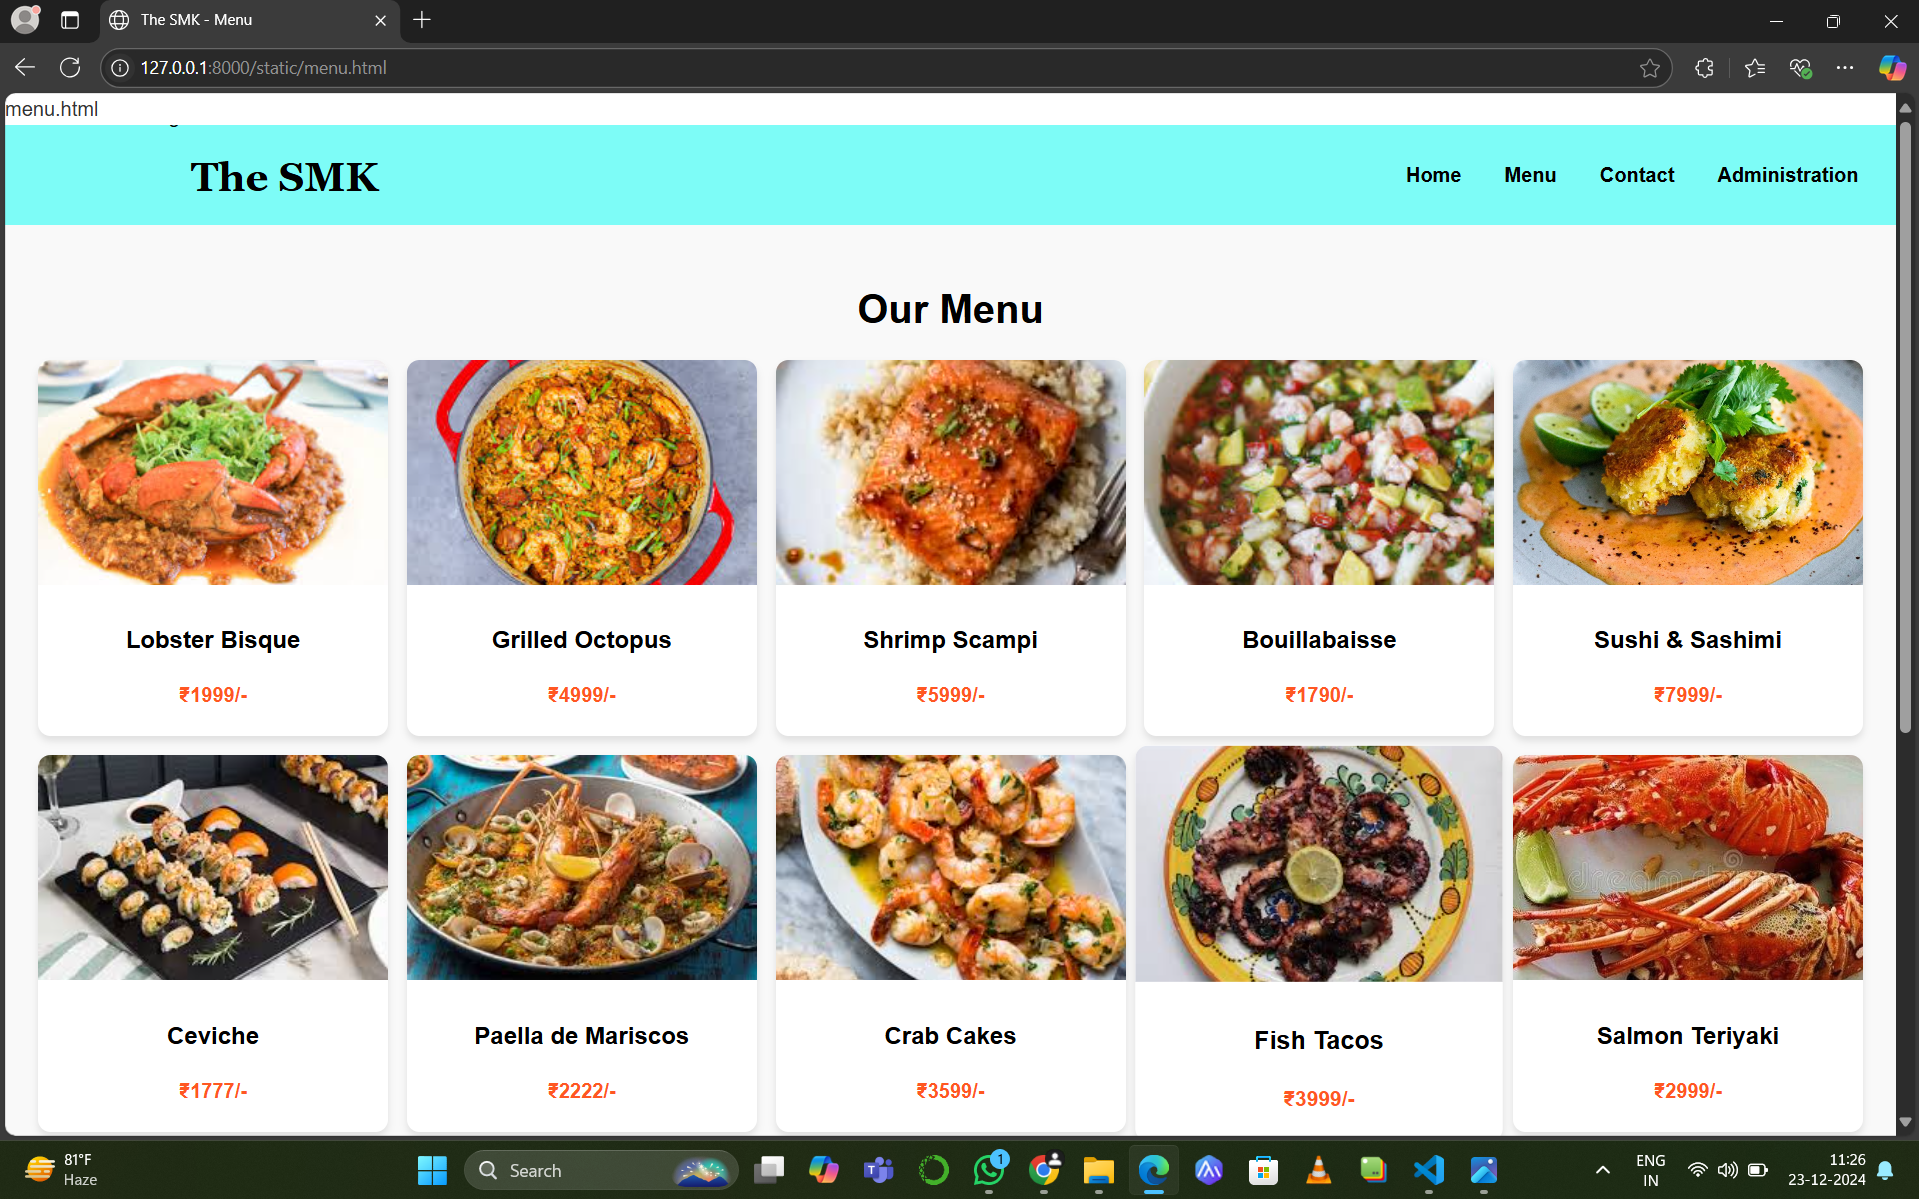 The SMK - Menu
127.0.0.1:8000/static/menu.html
menu.html
The SMK
Home Menu Contact Administration
Our Menu
Lobster Bisque Grilled Octopus Shrimp Scampi Bouillabaisse Sushi & Sashimi
₹1999/- ₹4999/- ₹5999/- ₹1790/- ₹7999/-
Ceviche Paella de Mariscos Crab Cakes Fish Tacos Salmon Teriyaki
₹1777/- ₹2222/- ₹3599/- ₹3999/- ₹2999/-
81°F
Haze
Search
1
ENG
IN
11:26
23-12-2024